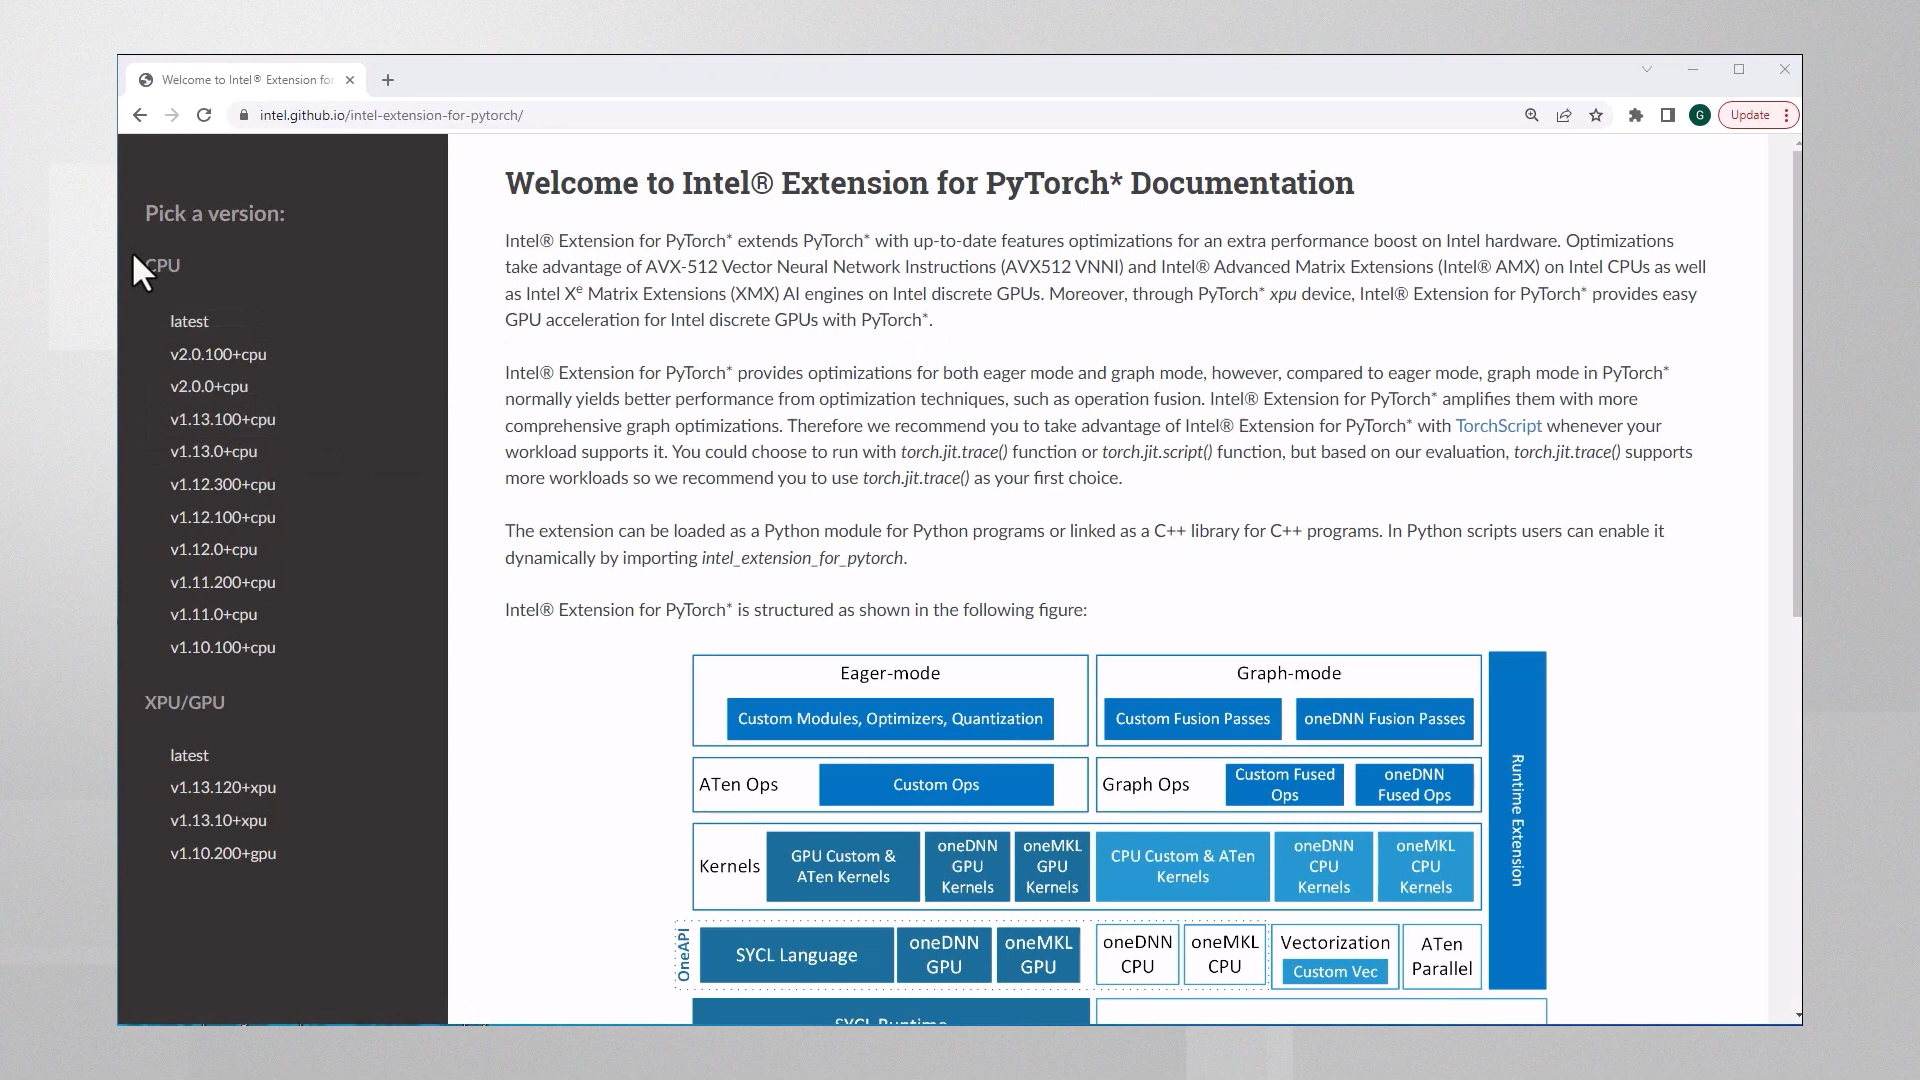 Welcome to Intel® Extension for
intel.github.io/intel-extension-for-pytorch/
G
Update
Pick a version:
CPU
latest
v2.0.100+cpu
v2.0.0+cpu
v1.13.100+cpu
v1.13.0+cpu
v1.12.300+cpu
v1.12.100+cpu
v1.12.0+cpu
v1.11.200+cpu
v1.11.0+cpu
v1.10.100+cpu
XPU/GPU
latest
v1.13.120+xpu
v1.13.10+xpu
v1.10.200+gpu
Welcome to Intel® Extension for PyTorch* Documentation
Intel® Extension for PyTorch* extends PyTorch* with up-to-date features optimizations for an extra performance boost on Intel hardware. Optimizations
take advantage of AVX-512 Vector Neural Network Instructions (AVX512 VNNI) and Intel® Advanced Matrix Extensions (Intel® AMX) on Intel CPUs as well
as Intel Xe Matrix Extensions (XMX) AI engines on Intel discrete GPUs. Moreover, through PyTorch* xpu device, Intel® Extension for PyTorch* provides easy
GPU acceleration for Intel discrete GPUs with PyTorch*.
Intel® Extension for PyTorch* provides optimizations for both eager mode and graph mode, however, compared to eager mode, graph mode in PyTorch*
normally yields better performance from optimization techniques, such as operation fusion. Intel® Extension for PyTorch* amplifies them with more
comprehensive graph optimizations. Therefore we recommend you to take advantage of Intel® Extension for PyTorch* with TorchScript whenever your
workload supports it. You could choose to run with torch.jit.trace() function or torch.jit.script() function, but based on our evaluation, torch.jit.trace() supports
more workloads so we recommend you to use torch.jit.trace() as your first choice.
The extension can be loaded as a Python module for Python programs or linked as a C++ library for C++ programs. In Python scripts users can enable it
dynamically by importing intel_extension_for_pytorch.
Intel® Extension for PyTorch* is structured as shown in the following figure:
Eager-mode
Custom Modules, Optimizers, Quantization
Graph-mode
Custom Fusion Passes
oneDNN Fusion Passes
ATen Ops
Custom Ops
Graph Ops
Custom Fused
Ops
oneDNN
Fused Ops
Kernels
GPU Custom &
ATen Kernels
oneDNN
GPU
Kernels
oneMKL
GPU
Kernels
CPU Custom & ATen
Kernels
oneDNN
CPU
Kernels
oneMKL
CPU
Kernels
Runtime Extension
OneAPI
SYCL Language
oneDNN
GPU
oneMKL
GPU
oneDNN
CPU
oneMKL
CPU
Vectorization
Custom Vec
ATen
Parallel
SYCL Runtime